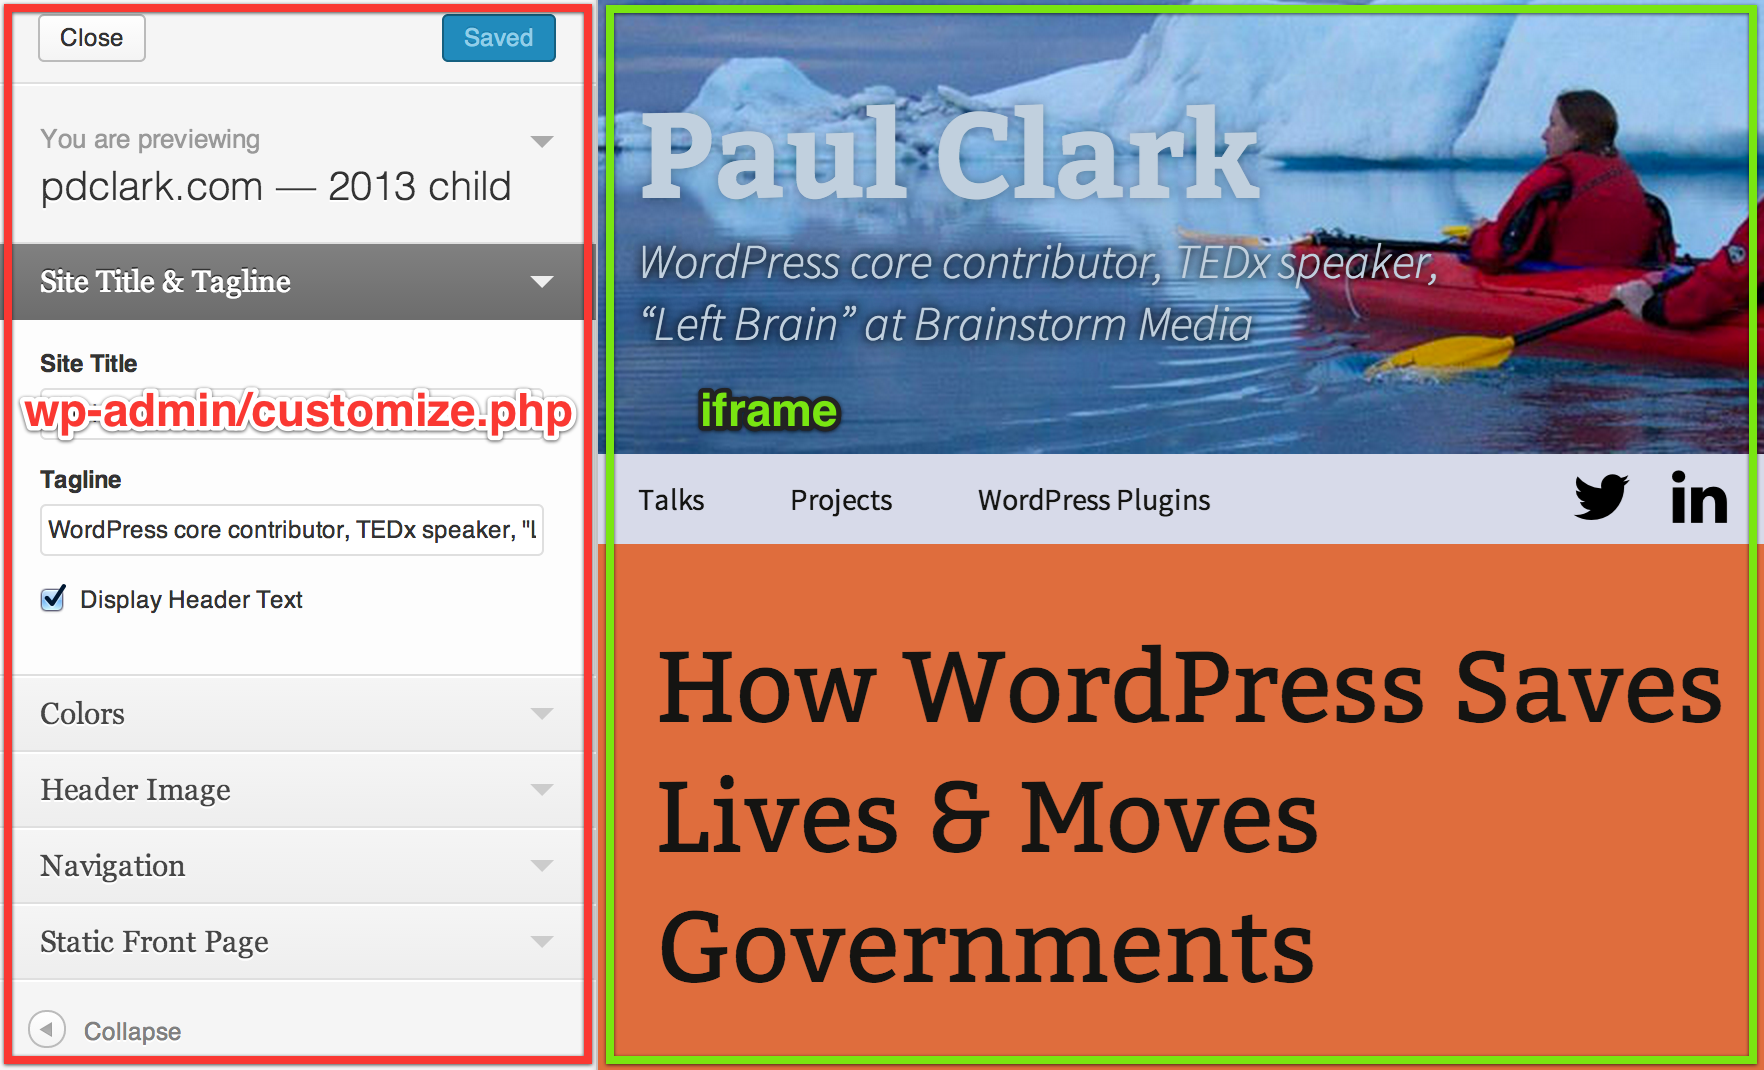 Close
Saved
You are previewing
pdclark.com — 2013 child
Site Title & Tagline
Site Title
wp-admin/customize.php
Tagline
WordPress core contributor, TEDx speaker, "L
Display Header Text
Colors
Header Image
Navigation
Static Front Page
Collapse
Paul Clark
WordPress core contributor, TEDx speaker,
“Left Brain” at Brainstorm Media
iframe
Talks
Projects
WordPress Plugins
in
How WordPress Saves
Lives & Moves
Governments